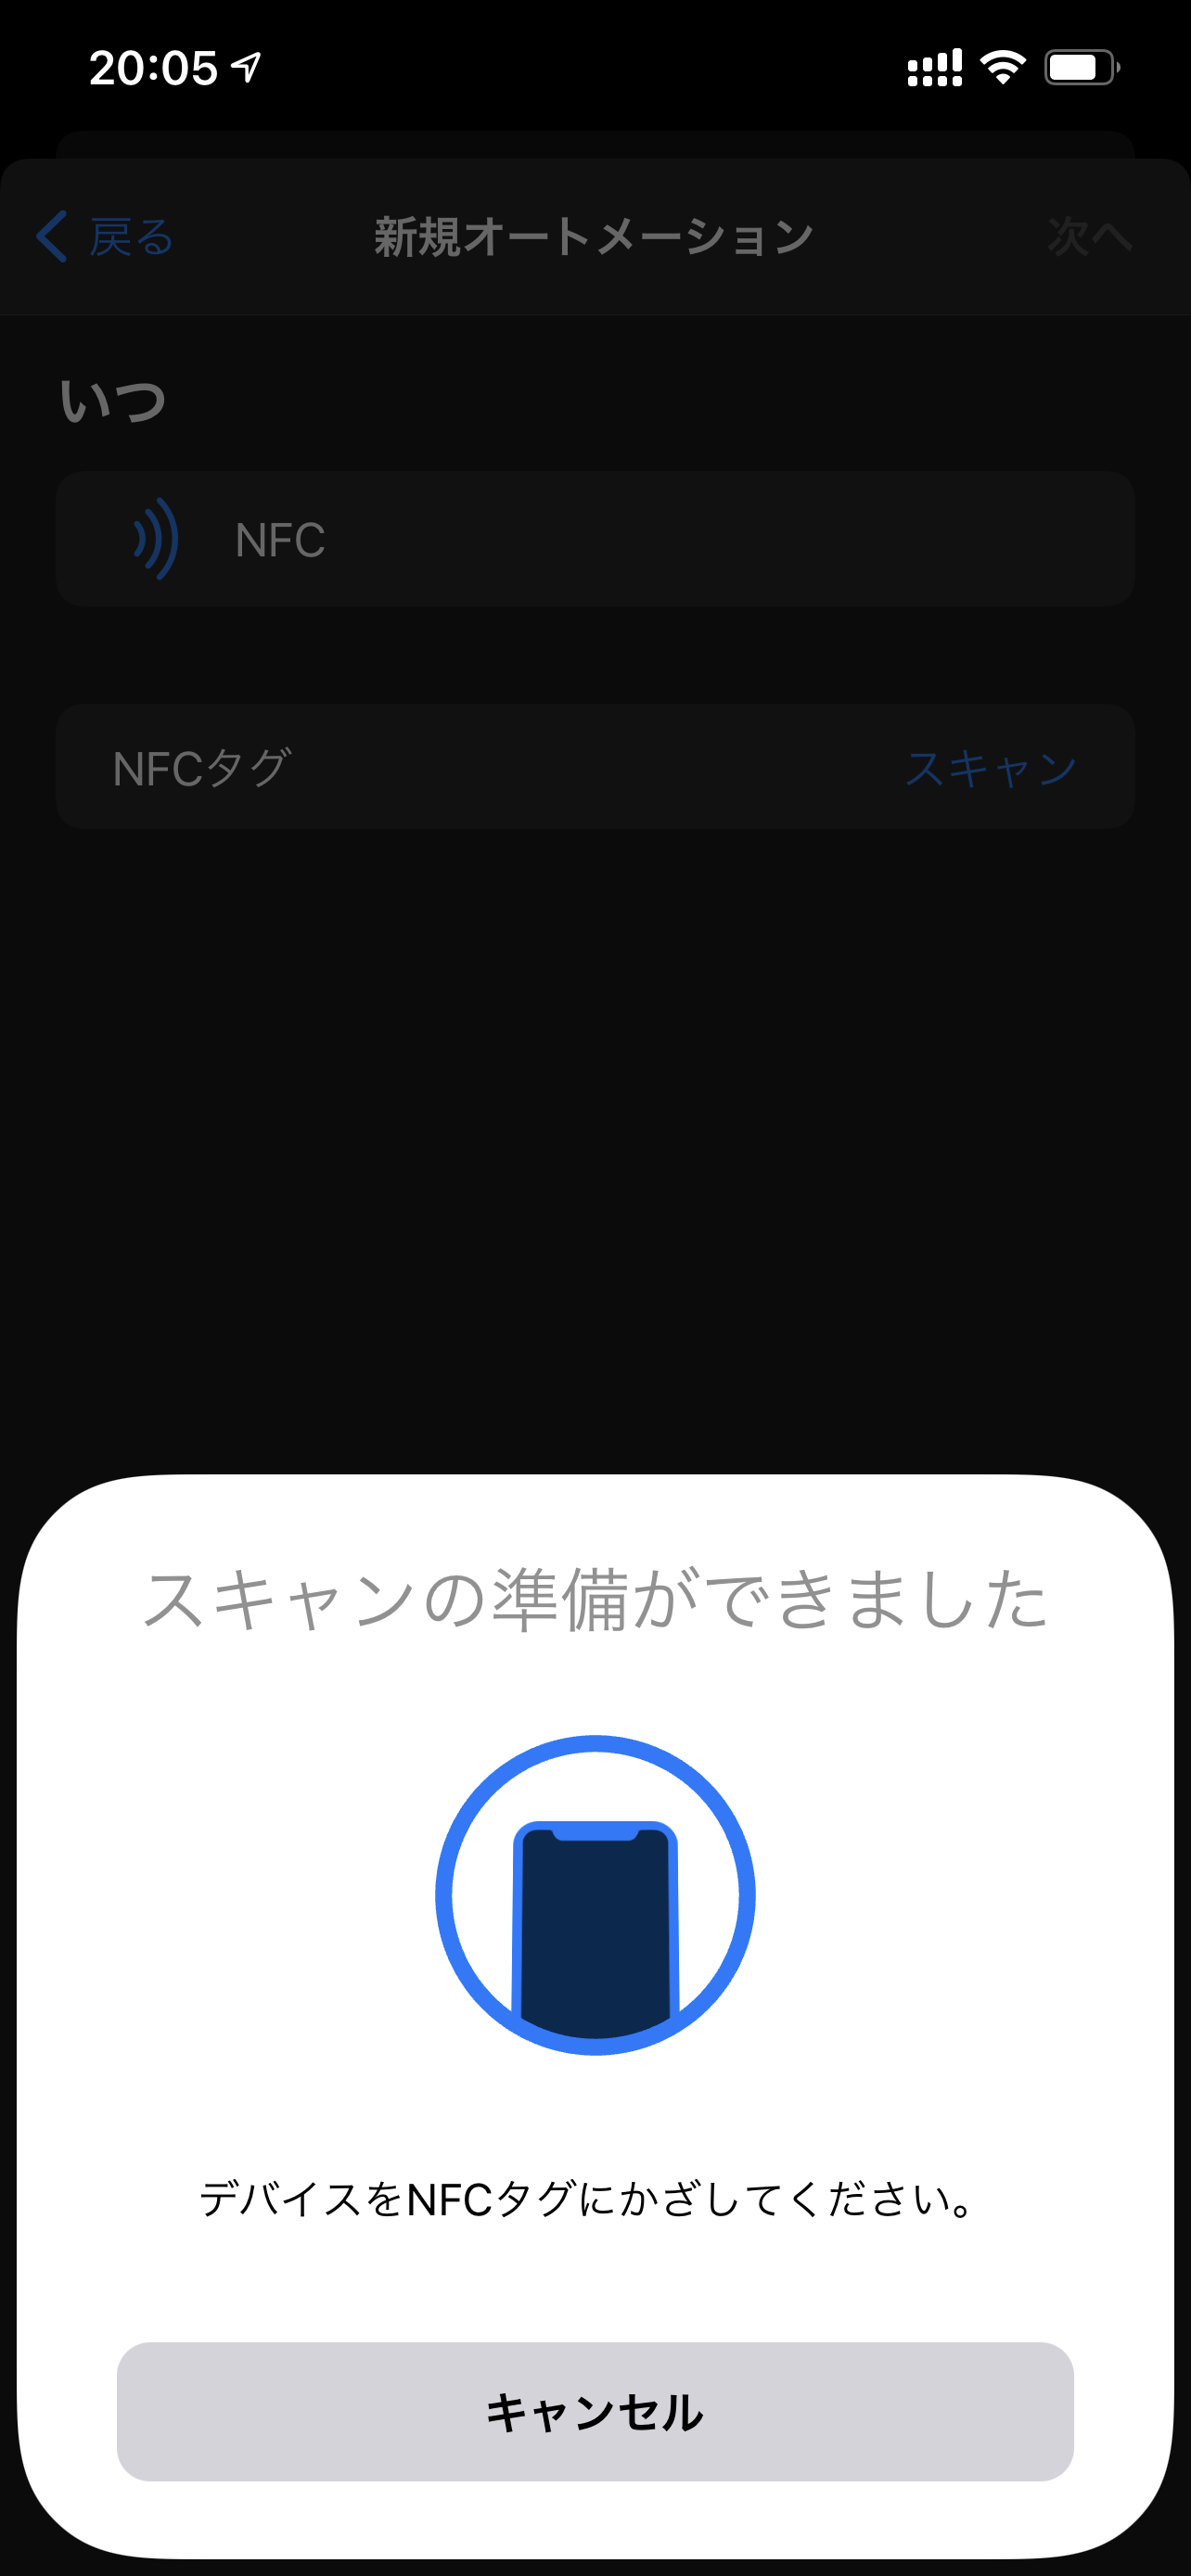 20:05
戻る 新規オートメーション 次へ
いつ
NFC
NFCタグ スキャン
スキャンの準備ができました
デバイスをNFCタグにかざしてください。
キャンセル